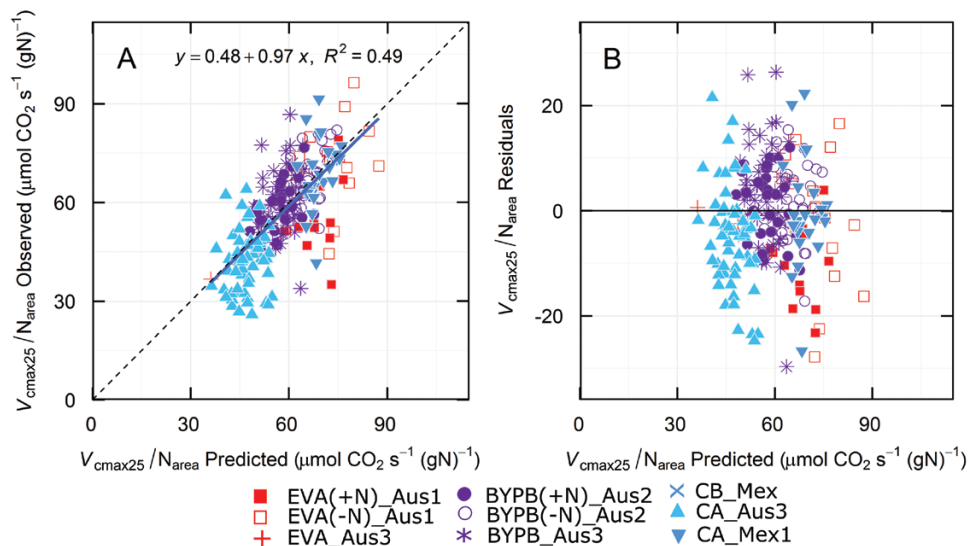 A
y = 0.48 + 0.97 x, R² = 0.49
Vcmax25 / Narea Observed (μmol CO2 s⁻¹ (gN)⁻¹)
90
60
30
0
0 30 60 90
Vcmax25 / Narea Predicted (μmol CO2 s⁻¹ (gN)⁻¹)
B
Vcmax25 / Narea Residuals
20
0
-20
0 30 60 90
Vcmax25 / Narea Predicted (μmol CO2 s⁻¹ (gN)⁻¹)
EVA(+N)_Aus1
EVA(-N)_Aus1
EVA_Aus3
BYPB(+N)_Aus2
BYPB(-N)_Aus2
BYPB_Aus3
CB_Mex
CA_Aus3
CA_Mex1